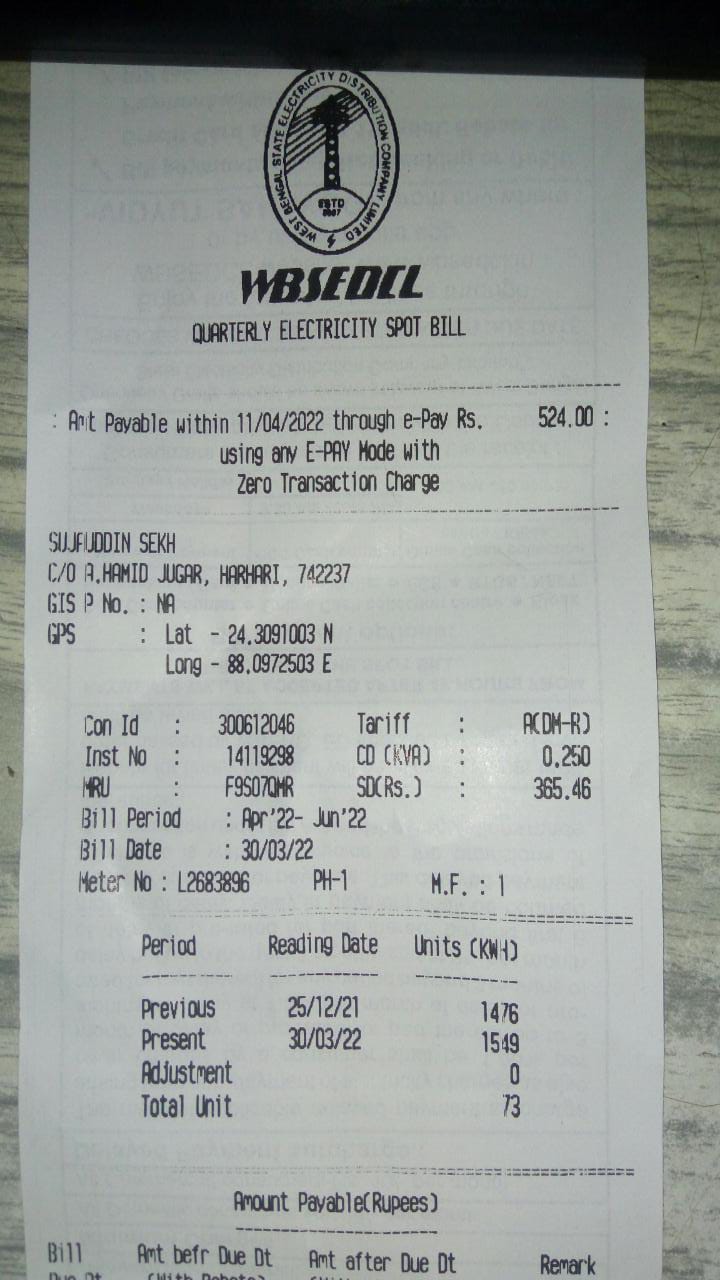 WEST BENGAL STATE ELECTRICITY DISTRIBUTION COMPANY LIMITED
ESTD
2007
WBSEDCL
QUARTERLY ELECTRICITY SPOT BILL
: Amt Payable within 11/04/2022 through e-Pay Rs. 524.00 :
using any E-PAY Mode with
Zero Transaction Charge
SUJFUDDIN SEKH
C/O A.HAMID JUGAR, HARHARI, 742237
GIS P No. : NA
GPS : Lat - 24.3091003 N
Long - 88.0972503 E
Con Id : 300612046 Tariff : A(DM-R)
Inst No : 14119298 CD (KVA) : 0.250
MRU : F9S07QMR SD(Rs.) : 365.46
Bill Period : Apr'22- Jun'22
Bill Date : 30/03/22
Meter No : L2683896 PH-1 M.F. : 1
Period Reading Date Units (KWH)
Previous 25/12/21 1476
Present 30/03/22 1549
Adjustment 0
Total Unit 73
Amount Payable(Rupees)
Bill Amt befr Due Dt Amt after Due Dt Remark